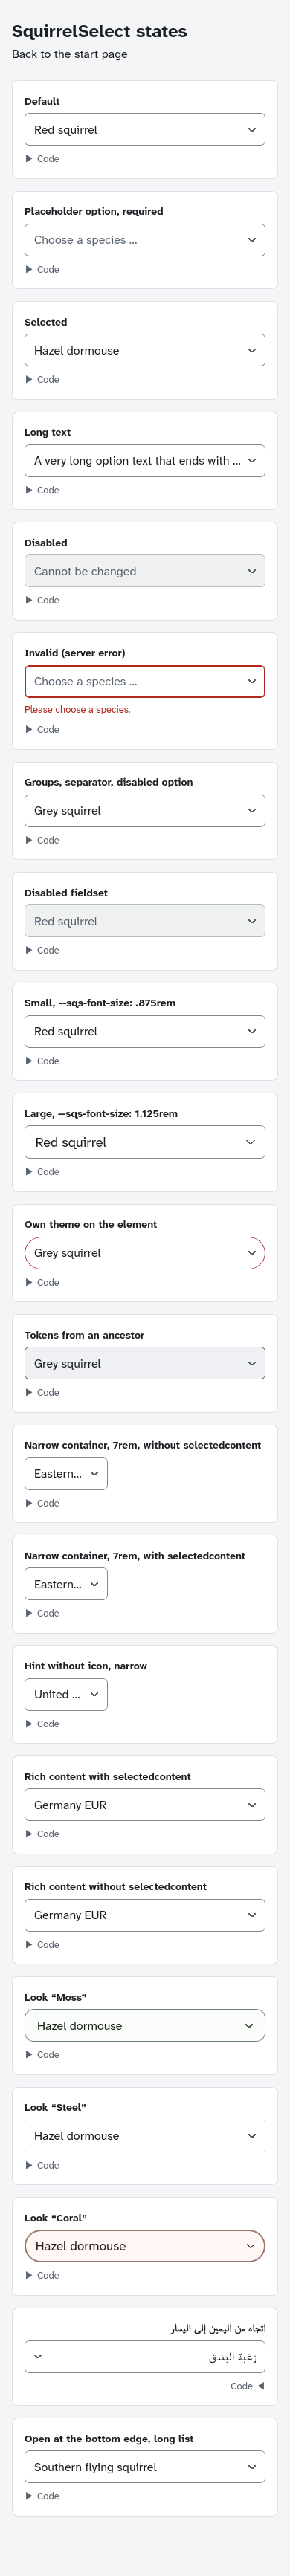 SquirrelSelect states
Back to the start page
Default
Red squirrel
Code
Placeholder option, required
Choose a species ...
Code
Selected
Hazel dormouse
Code
Long text
A very long option text that ends with ...
Code
Disabled
Cannot be changed
Code
Invalid (server error)
Choose a species ...
Please choose a species.
Code
Groups, separator, disabled option
Grey squirrel
Code
Disabled fieldset
Red squirrel
Code
Small, --sqs-font-size: .875rem
Red squirrel
Code
Large, --sqs-font-size: 1.125rem
Red squirrel
Code
Own theme on the element
Grey squirrel
Code
Tokens from an ancestor
Grey squirrel
Code
Narrow container, 7rem, without selectedcontent
Eastern...
Code
Narrow container, 7rem, with selectedcontent
Eastern...
Code
Hint without icon, narrow
United ...
Code
Rich content with selectedcontent
Germany EUR
Code
Rich content without selectedcontent
Germany EUR
Code
Look “Moss”
Hazel dormouse
Code
Look “Steel”
Hazel dormouse
Code
Look “Coral”
Hazel dormouse
Code
اتجاه من اليمين إلى اليسار
زغبة البندق
Code
Open at the bottom edge, long list
Southern flying squirrel
Code